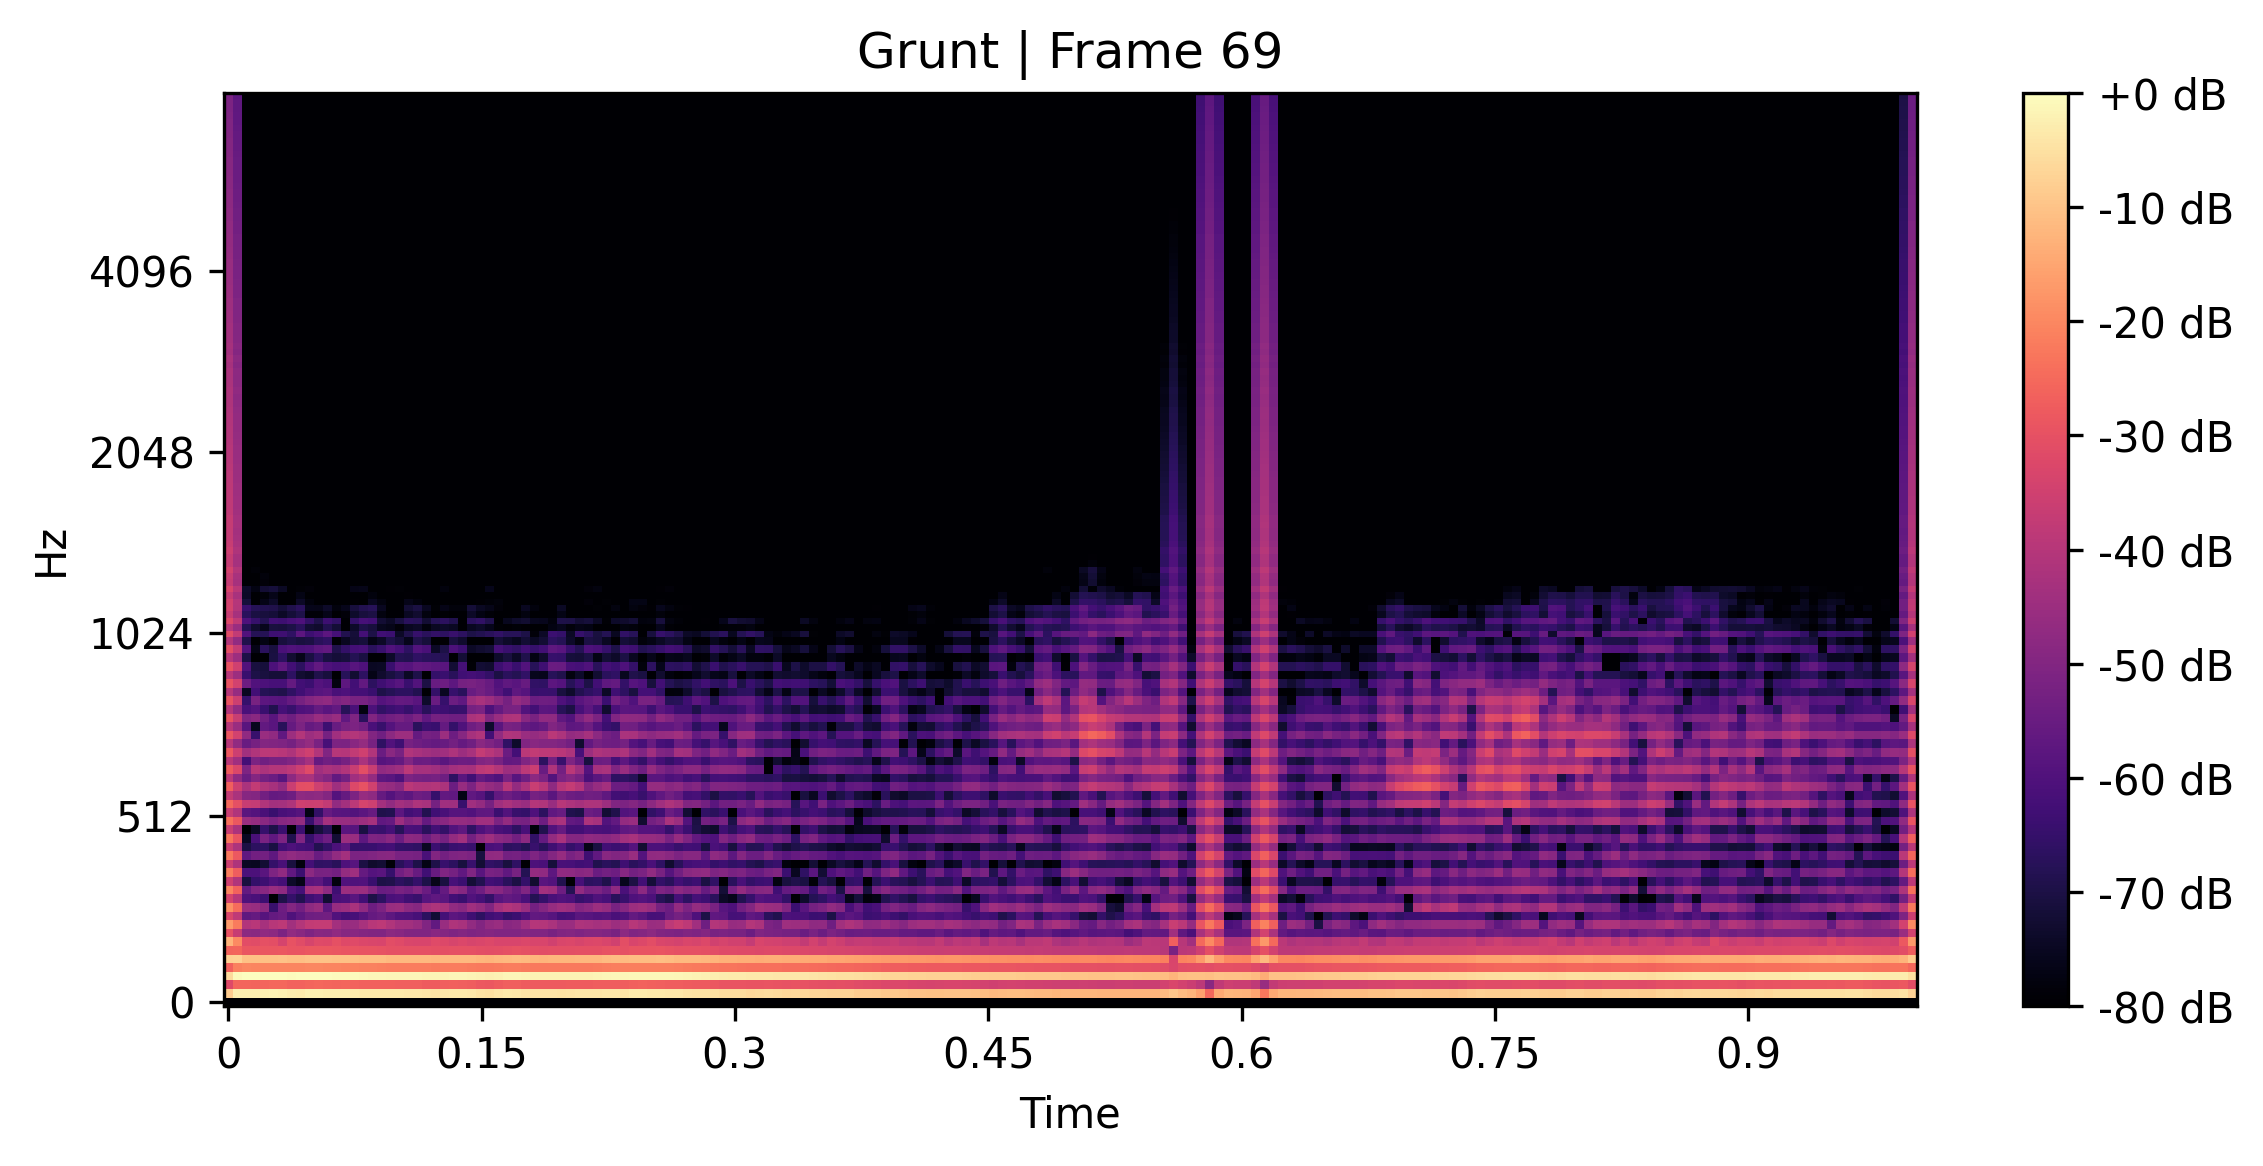 Grunt | Frame 69
+0 dB
-10 dB
-20 dB
-30 dB
-40 dB
-50 dB
-60 dB
-70 dB
-80 dB
Hz
4096
2048
1024
512
0
0 0.15 0.3 0.45 0.6 0.75 0.9
Time